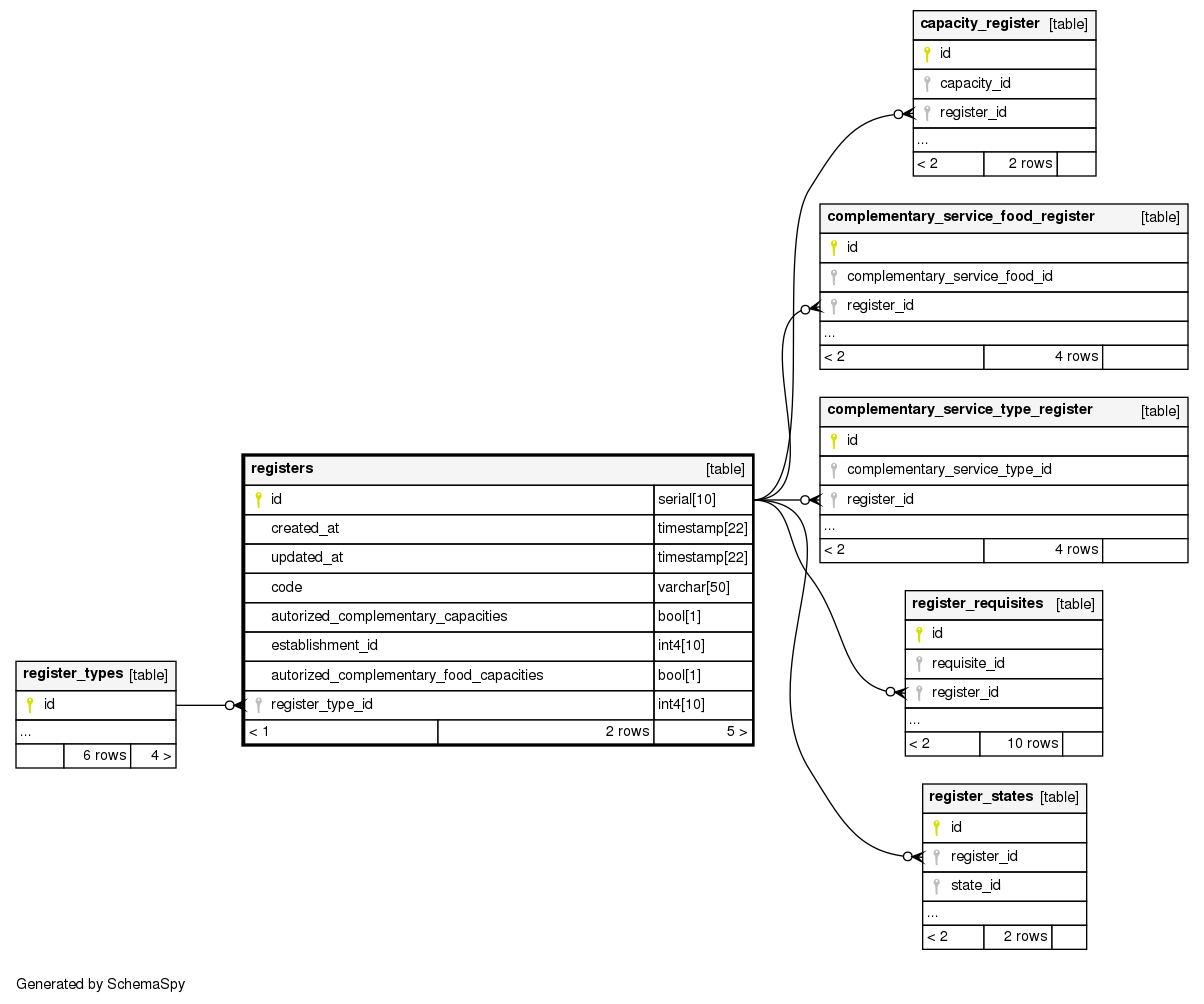 capacity_register [table]
id
capacity_id
register_id
...
< 2 2 rows
complementary_service_food_register [table]
id
complementary_service_food_id
register_id
...
< 2 4 rows
complementary_service_type_register [table]
id
complementary_service_type_id
register_id
...
< 2 4 rows
registers [table]
id serial[10]
created_at timestamp[22]
updated_at timestamp[22]
code varchar[50]
autorized_complementary_capacities bool[1]
establishment_id int4[10]
autorized_complementary_food_capacities bool[1]
register_type_id int4[10]
< 1 2 rows 5 >
register_types [table]
id
...
6 rows 4 >
register_requisites [table]
id
requisite_id
register_id
...
< 2 10 rows
register_states [table]
id
register_id
state_id
...
< 2 2 rows
Generated by SchemaSpy